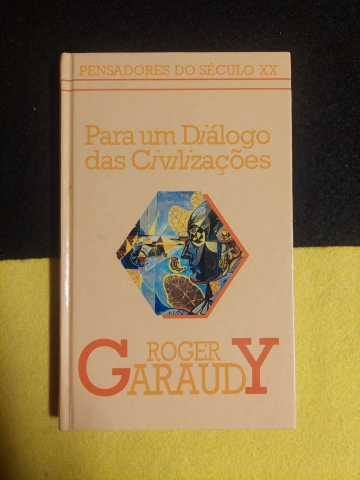 PENSADORES DO SÉCULO XX
Para um Diálogo
das Civilizações
ROGER
GARAUDY